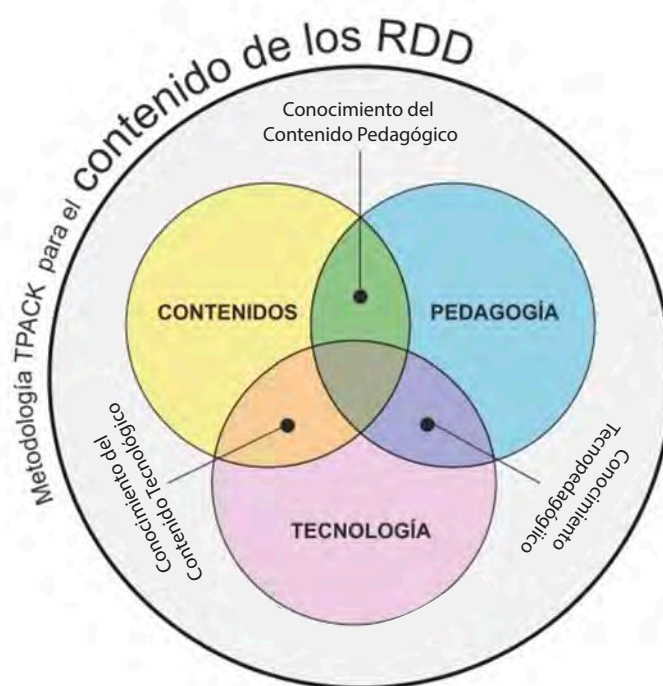 Metodología TPACK para el contenido de los RDD
Conocimiento del
Contenido Pedagógico
CONTENIDOS
PEDAGOGÍA
Conocimiento del
Contenido Tecnológico
Conocimiento
Tecnopedagógiico
TECNOLOGÍA